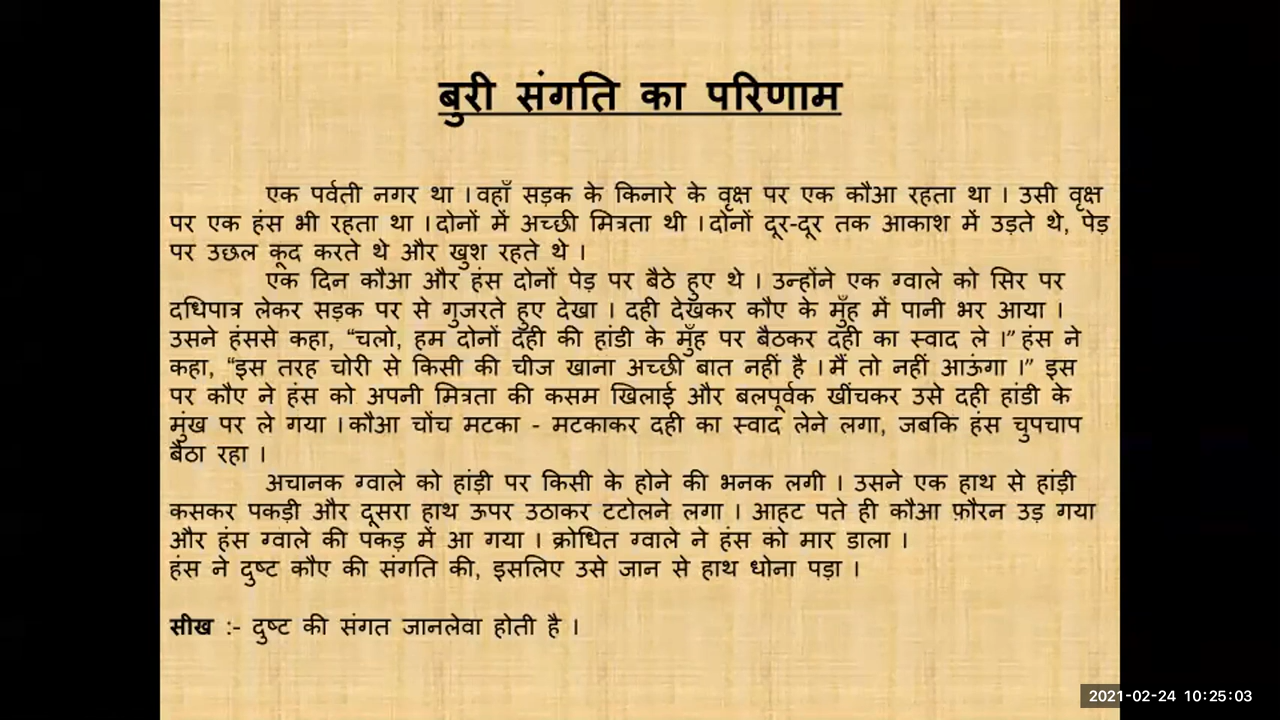 बुरी संगति का परिणाम
एक पर्वती नगर था । वहाँ सड़क के किनारे के वृक्ष पर एक कौआ रहता था । उसी वृक्ष
पर एक हंस भी रहता था । दोनों में अच्छी मित्रता थी । दोनों दूर-दूर तक आकाश में उड़ते थे, पेड़
पर उछल कूद करते थे और खुश रहते थे ।
एक दिन कौआ और हंस दोनों पेड़ पर बैठे हुए थे । उन्होंने एक ग्वाले को सिर पर
दधिपात्र लेकर सड़क पर से गुजरते हुए देखा । दही देखकर कौए के मुँह में पानी भर आया ।
उसने हंससे कहा, “चलो, हम दोनों दही की हांडी के मुँह पर बैठकर दही का स्वाद ले ।” हंस ने
कहा, “इस तरह चोरी से किसी की चीज खाना अच्छी बात नहीं है । मैं तो नहीं आऊंगा ।” इस
पर कौए ने हंस को अपनी मित्रता की कसम खिलाई और बलपूर्वक खींचकर उसे दही हांडी के
मुंख पर ले गया । कौआ चोंच मटका - मटकाकर दही का स्वाद लेने लगा, जबकि हंस चुपचाप
बैठा रहा ।
अचानक ग्वाले को हांड़ी पर किसी के होने की भनक लगी । उसने एक हाथ से हांड़ी
कसकर पकड़ी और दूसरा हाथ ऊपर उठाकर टटोलने लगा । आहट पते ही कौआ फ़ौरन उड़ गया
और हंस ग्वाले की पकड़ में आ गया । क्रोधित ग्वाले ने हंस को मार डाला ।
हंस ने दुष्ट कौए की संगति की, इसलिए उसे जान से हाथ धोना पड़ा ।
सीख :- दुष्ट की संगत जानलेवा होती है ।
2021-02-24 10:25:03